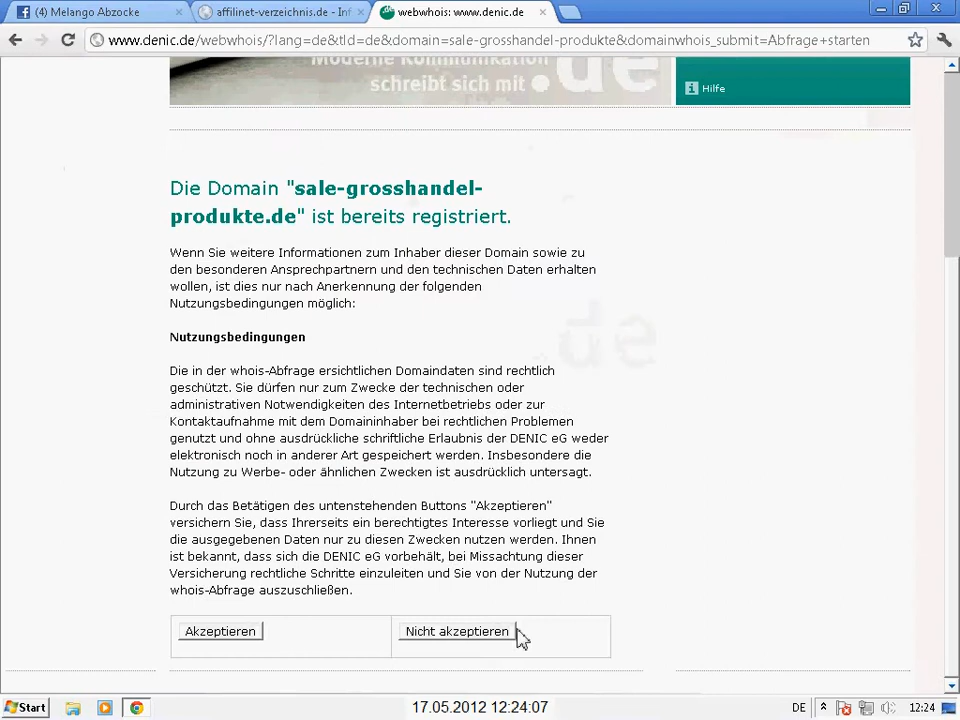 (4) Melango Abzocke
affilinet-verzeichnis.de - Inf
webwhois: www.denic.de
www.denic.de/webwhois/?lang=de&tld=de&domain=sale-grosshandel-produkte&domainwhois_submit=Abfrage+starten
Moderne Kommunikation
schreibt sich mit .de
Hilfe
Die Domain "sale-grosshandel-
produkte.de" ist bereits registriert.
Wenn Sie weitere Informationen zum Inhaber dieser Domain sowie zu
den besonderen Ansprechpartnern und den technischen Daten erhalten
wollen, ist dies nur nach Anerkennung der folgenden
Nutzungsbedingungen möglich:
Nutzungsbedingungen
.de
Die in der whois-Abfrage ersichtlichen Domaindaten sind rechtlich
geschützt. Sie dürfen nur zum Zwecke der technischen oder
administrativen Notwendigkeiten des Internetbetriebs oder zur
Kontaktaufnahme mit dem Domaininhaber bei rechtlichen Problemen
genutzt und ohne ausdrückliche schriftliche Erlaubnis der DENIC eG weder
elektronisch noch in anderer Art gespeichert werden. Insbesondere die
Nutzung zu Werbe- oder ähnlichen Zwecken ist ausdrücklich untersagt.
Durch das Betätigen des untenstehenden Buttons "Akzeptieren"
versichern Sie, dass Ihrerseits ein berechtigtes Interesse vorliegt und Sie
die ausgegebenen Daten nur zu diesen Zwecken nutzen werden. Ihnen
ist bekannt, dass sich die DENIC eG vorbehält, bei Missachtung dieser
Versicherung rechtliche Schritte einzuleiten und Sie von der Nutzung der
whois-Abfrage auszuschließen.
Akzeptieren
Nicht akzeptieren
Start
17.05.2012 12:24:07
DE
12:24